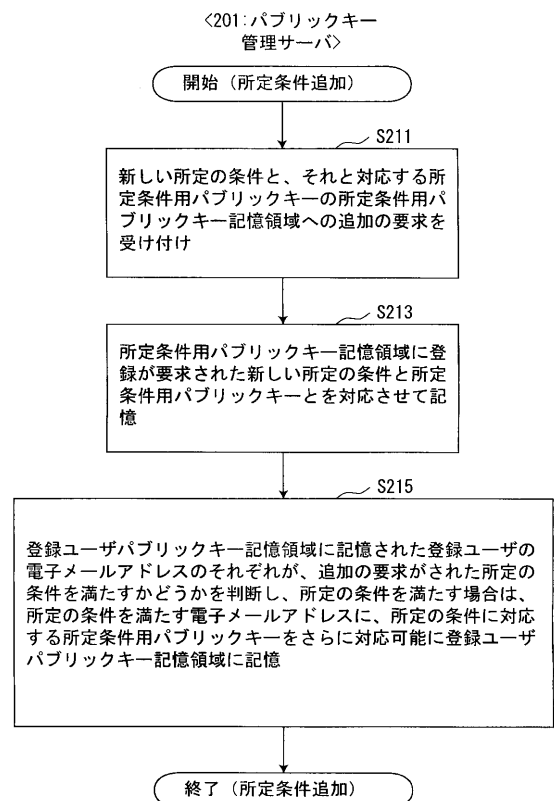 <201:パブリックキー
管理サーバ>
開始(所定条件追加)
S211
新しい所定の条件と、それと対応する所
定条件用パブリックキーの所定条件用パ
ブリックキー記憶領域への追加の要求を
受け付け
S213
所定条件用パブリックキー記憶領域に登
録が要求された新しい所定の条件と所定
条件用パブリックキーとを対応させて記
憶
S215
登録ユーザパブリックキー記憶領域に記憶された登録ユーザの
電子メールアドレスのそれぞれが、追加の要求がされた所定の
条件を満たすかどうかを判断し、所定の条件を満たす場合は、
所定の条件を満たす電子メールアドレスに、所定の条件に対応
する所定条件用パブリックキーをさらに対応可能に登録ユーザ
パブリックキー記憶領域に記憶
終了(所定条件追加)